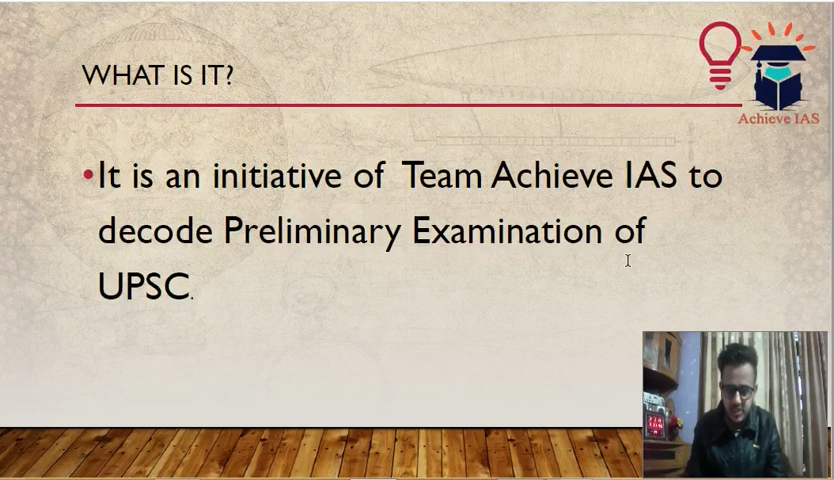 WHAT IS IT?
Achieve IAS
•It is an initiative of Team Achieve IAS to
decode Preliminary Examination of
UPSC.